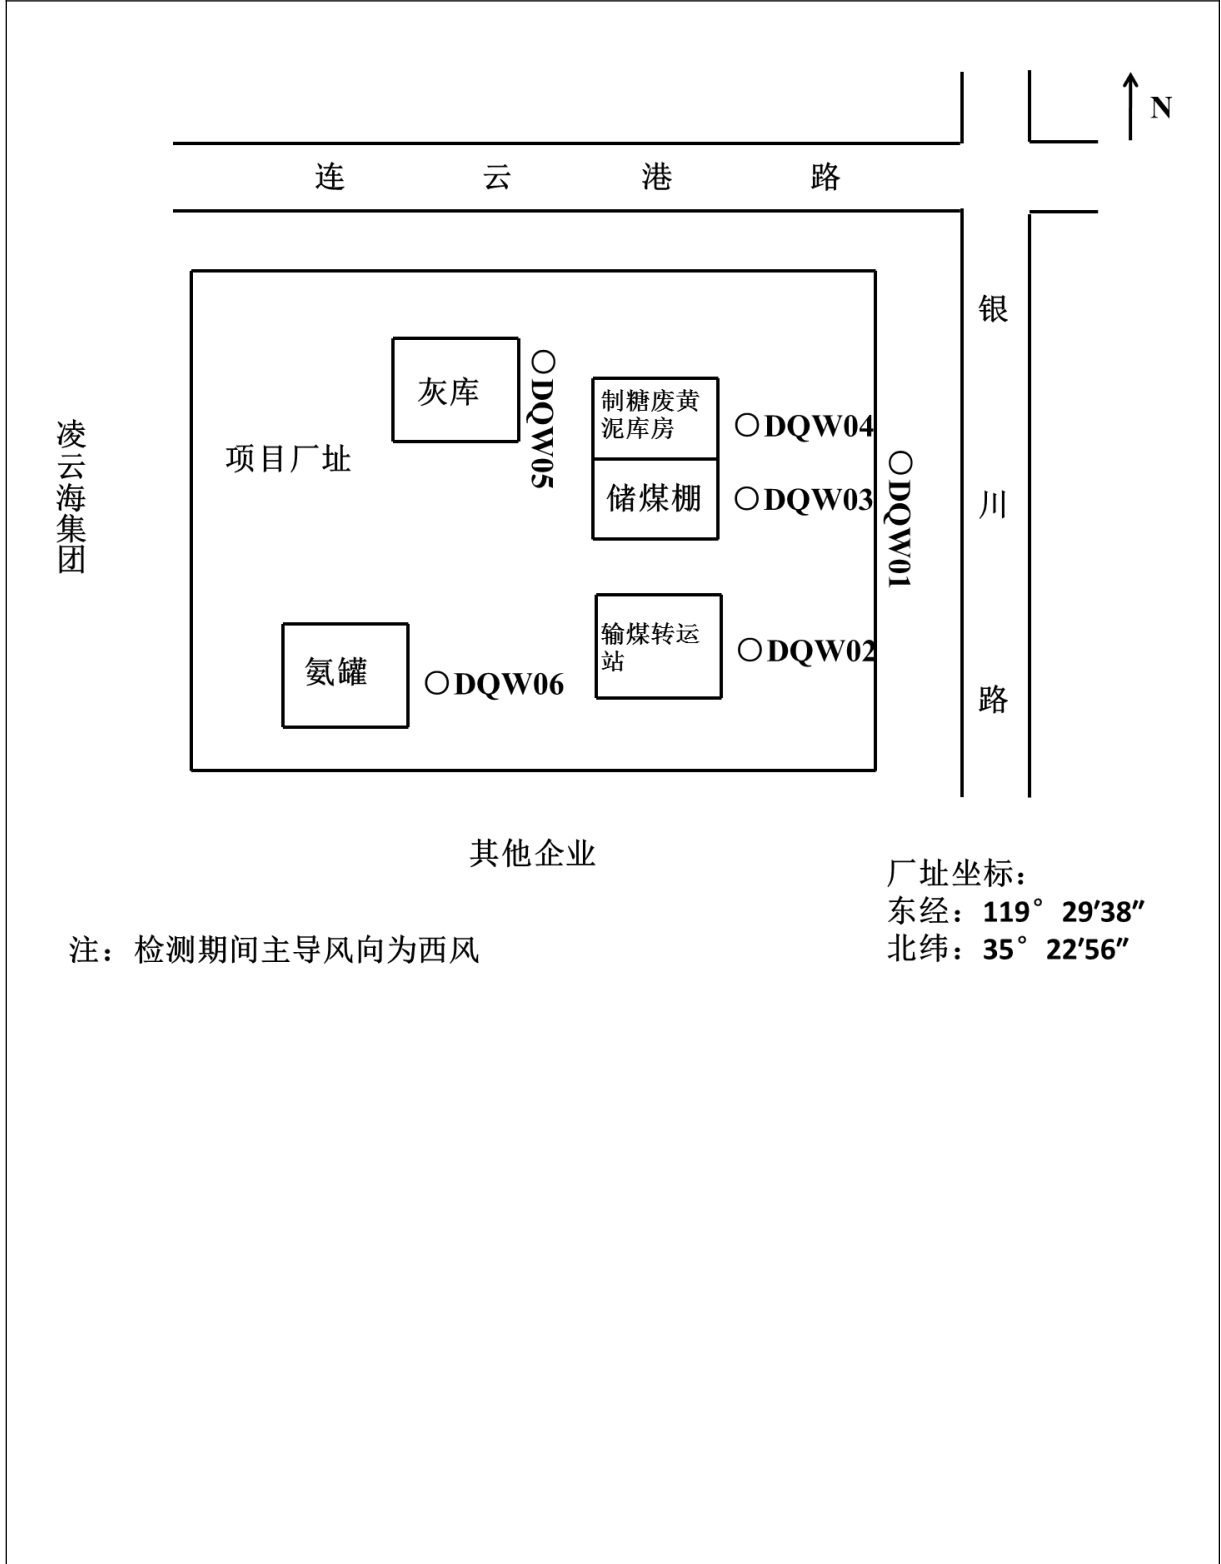 N
连云港路
银川路
凌云海集团
项目厂址
灰库
○DQW05
制糖废黄
泥库房
○DQW04
储煤棚
○DQW03
○DQW01
输煤转运
站
○DQW02
氨罐
○DQW06
其他企业
厂址坐标：
东经：119°29′38″
北纬：35°22′56″
注：检测期间主导风向为西风